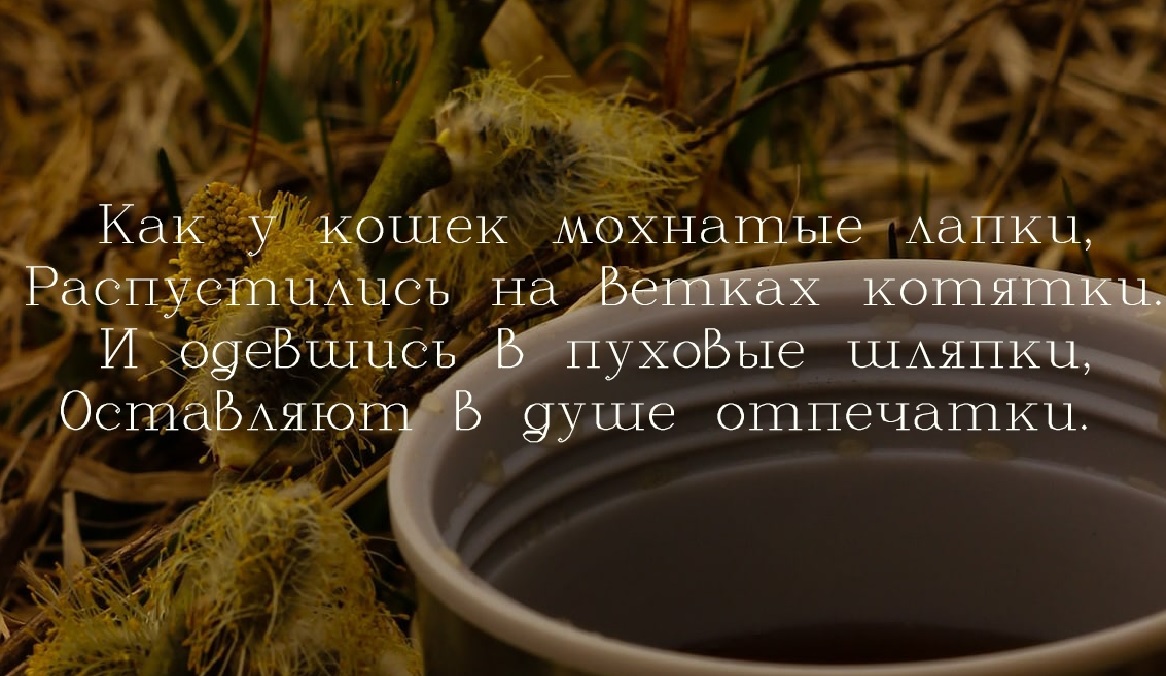 Как у кошек мохнатые лапки,
Распустились на ветках котятки.
И одевшись в пуховые шляпки,
Оставляют в душе отпечатки.